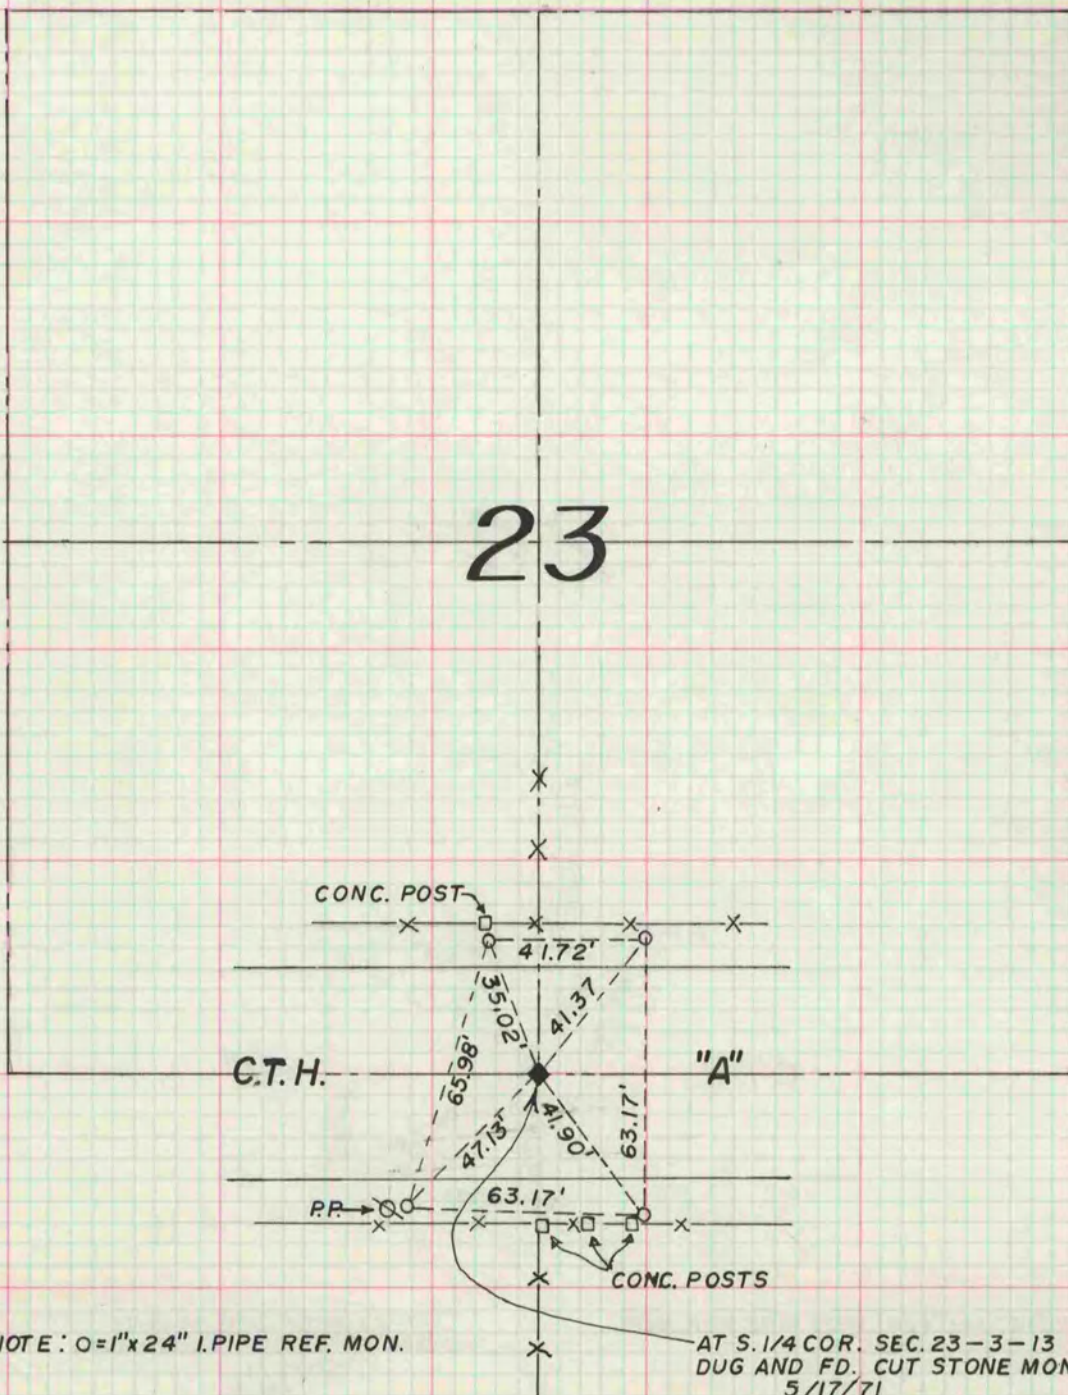 23
CONC. POST
41.72'
35.02'
41.37
65.98'
C.T.H.
"A"
47.13'
41.90'
63.17'
P.P.
63.17'
CONC. POSTS
NOTE: O=1"x24" I.PIPE REF. MON.
AT S.1/4 COR. SEC. 23-3-13
DUG AND FD. CUT STONE MON
5/17/71